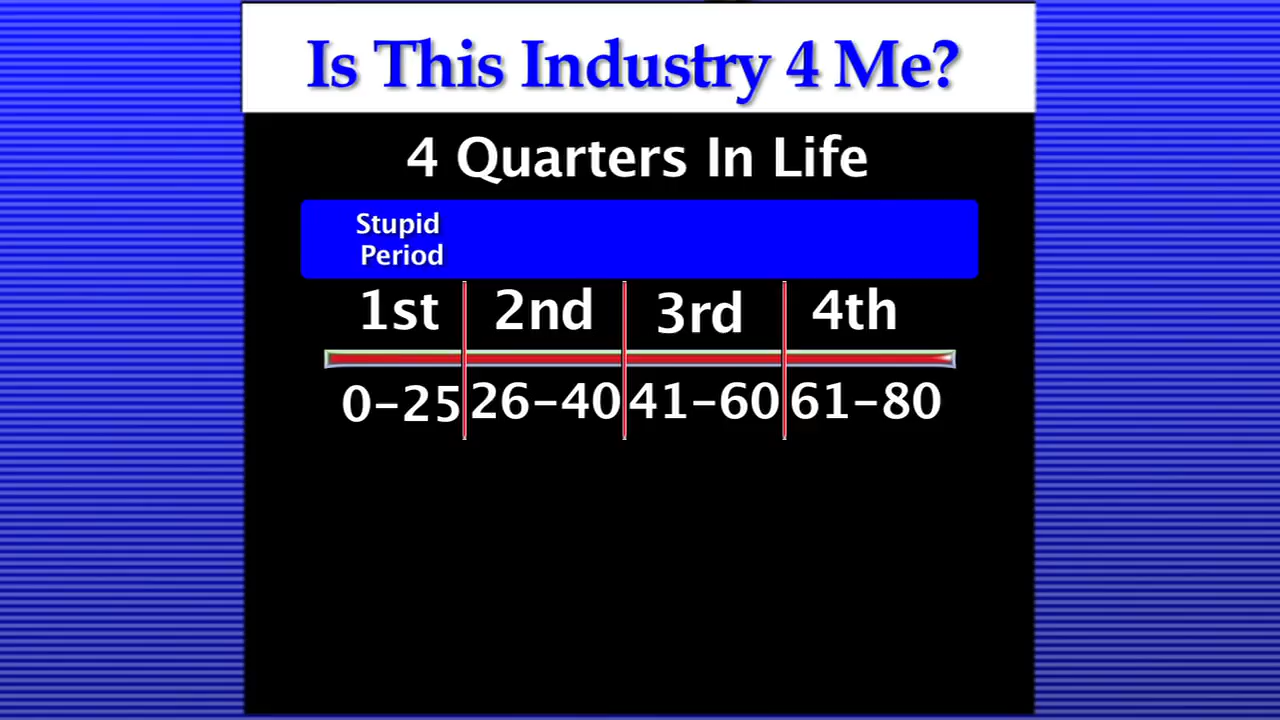 Is This Industry 4 Me?
4 Quarters In Life
Stupid
Period
1st 2nd 3rd 4th
0-25 26-40 41-60 61-80